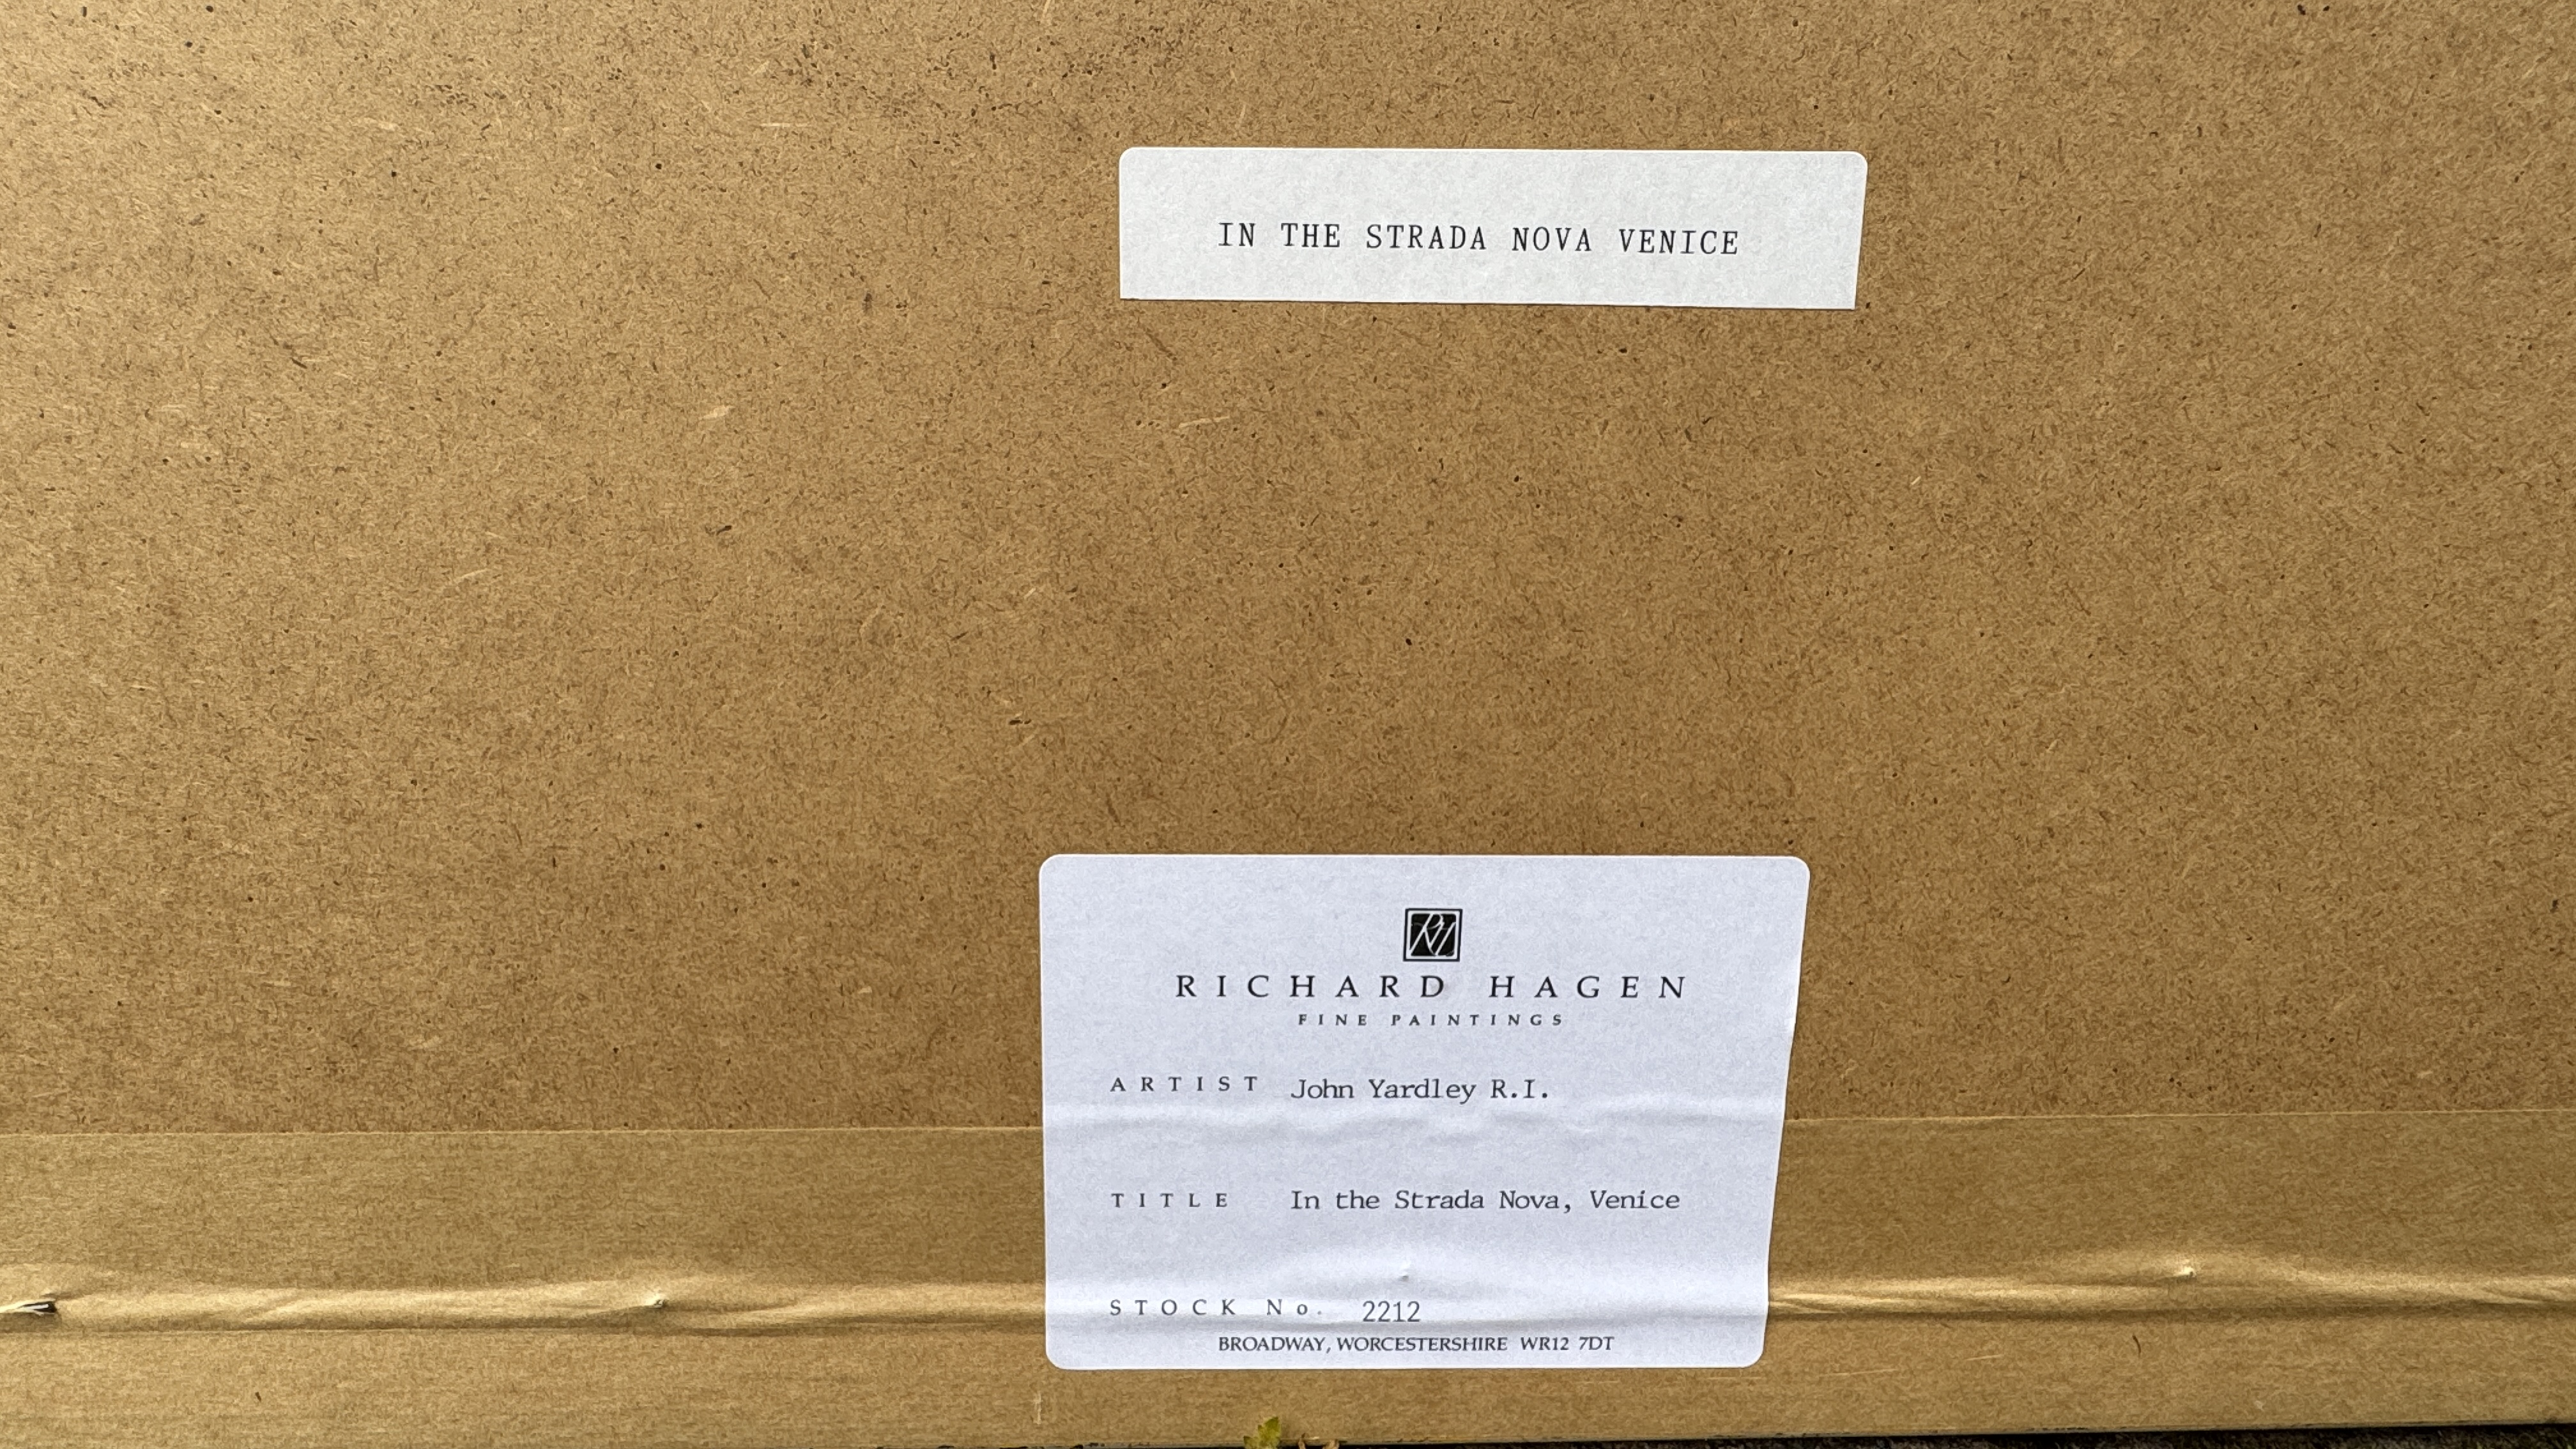 IN THE STRADA NOVA VENICE
RH
RICHARD HAGEN
FINE PAINTINGS
ARTIST John Yardley R.I.
TITLE In the Strada Nova, Venice
STOCK No. 2212
BROADWAY, WORCESTERSHIRE WR12 7DT